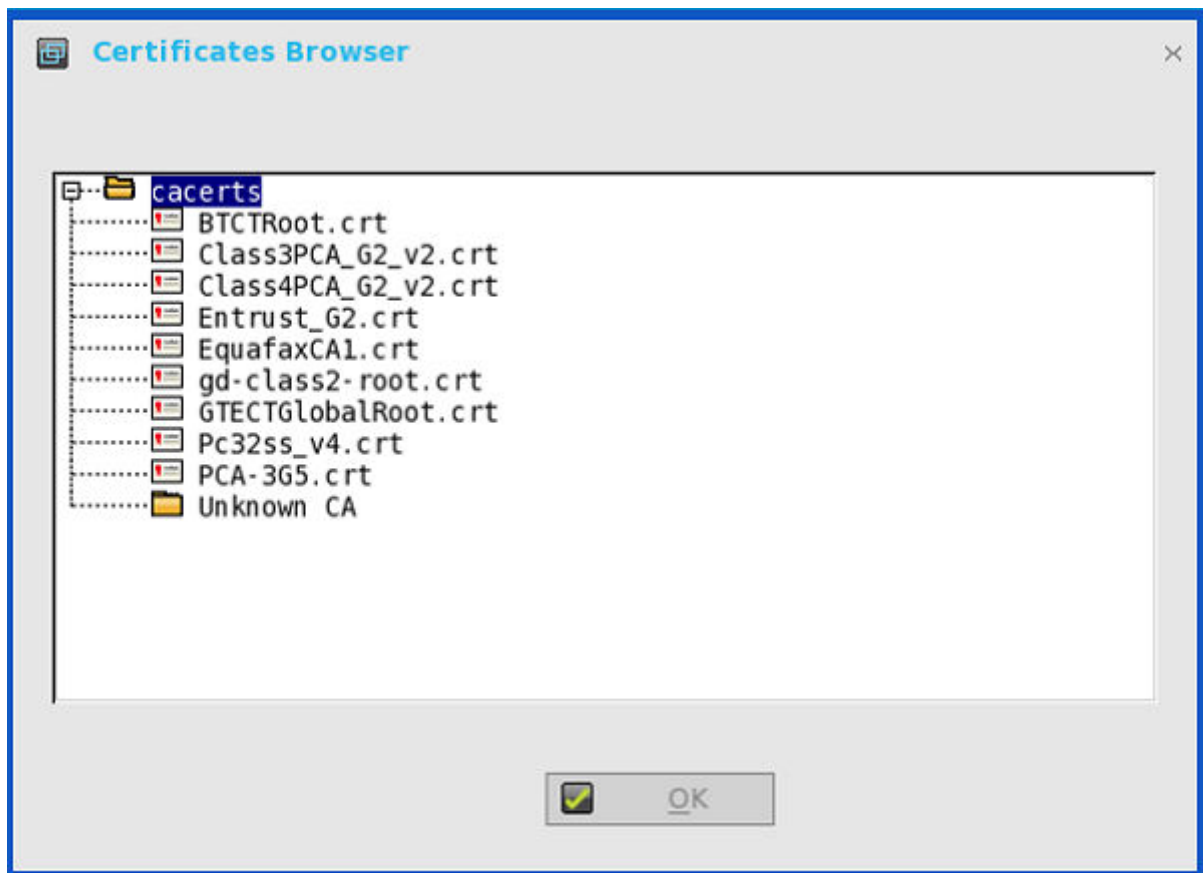 Certificates Browser
cacerts
BTCTRoot.crt
Class3PCA_G2_v2.crt
Class4PCA_G2_v2.crt
Entrust_G2.crt
EquafaxCA1.crt
gd-class2-root.crt
GTECTGlobalRoot.crt
Pc32ss_v4.crt
PCA-3G5.crt
Unknown CA
OK